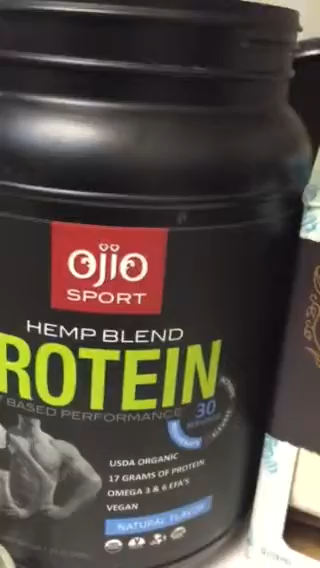 ojio
SPORT
HEMP BLEND
ROTEIN
BASED PERFORMANCE
30
USDA ORGANIC
17 GRAMS OF PROTEIN
OMEGA 3 & 6 EFA'S
VEGAN
NATURAL FLAVOR